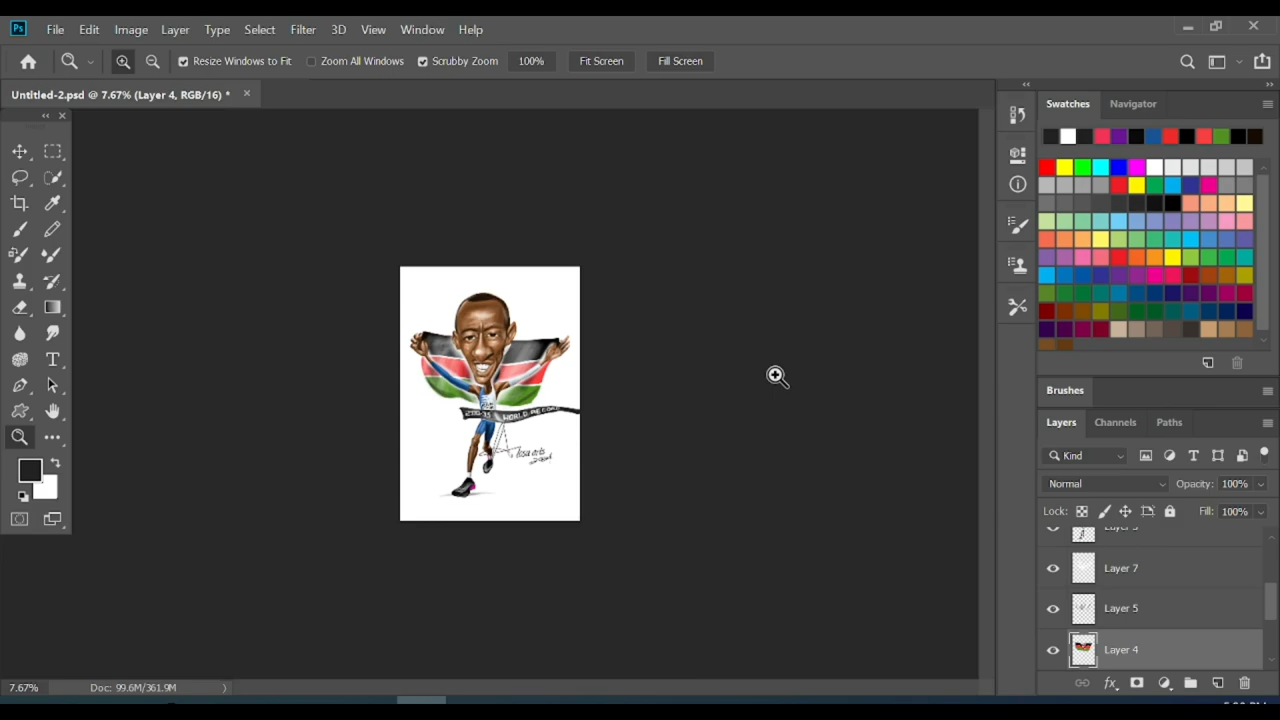 Ps File Edit Image Layer Type Select Filter 3D View Window Help
Resize Windows to Fit Zoom All Windows Scrubby Zoom 100% Fit Screen Fill Screen
Untitled-2.psd @ 7.67% (Layer 4, RGB/16) *
Swatches Navigator
WORLD RECORD
arts
Brushes
Layers Channels Paths
Kind
Normal Opacity: 100%
Lock: Fill: 100%
Layer 7
Layer 5
Layer 4
7.67% Doc: 99.6M/361.9M